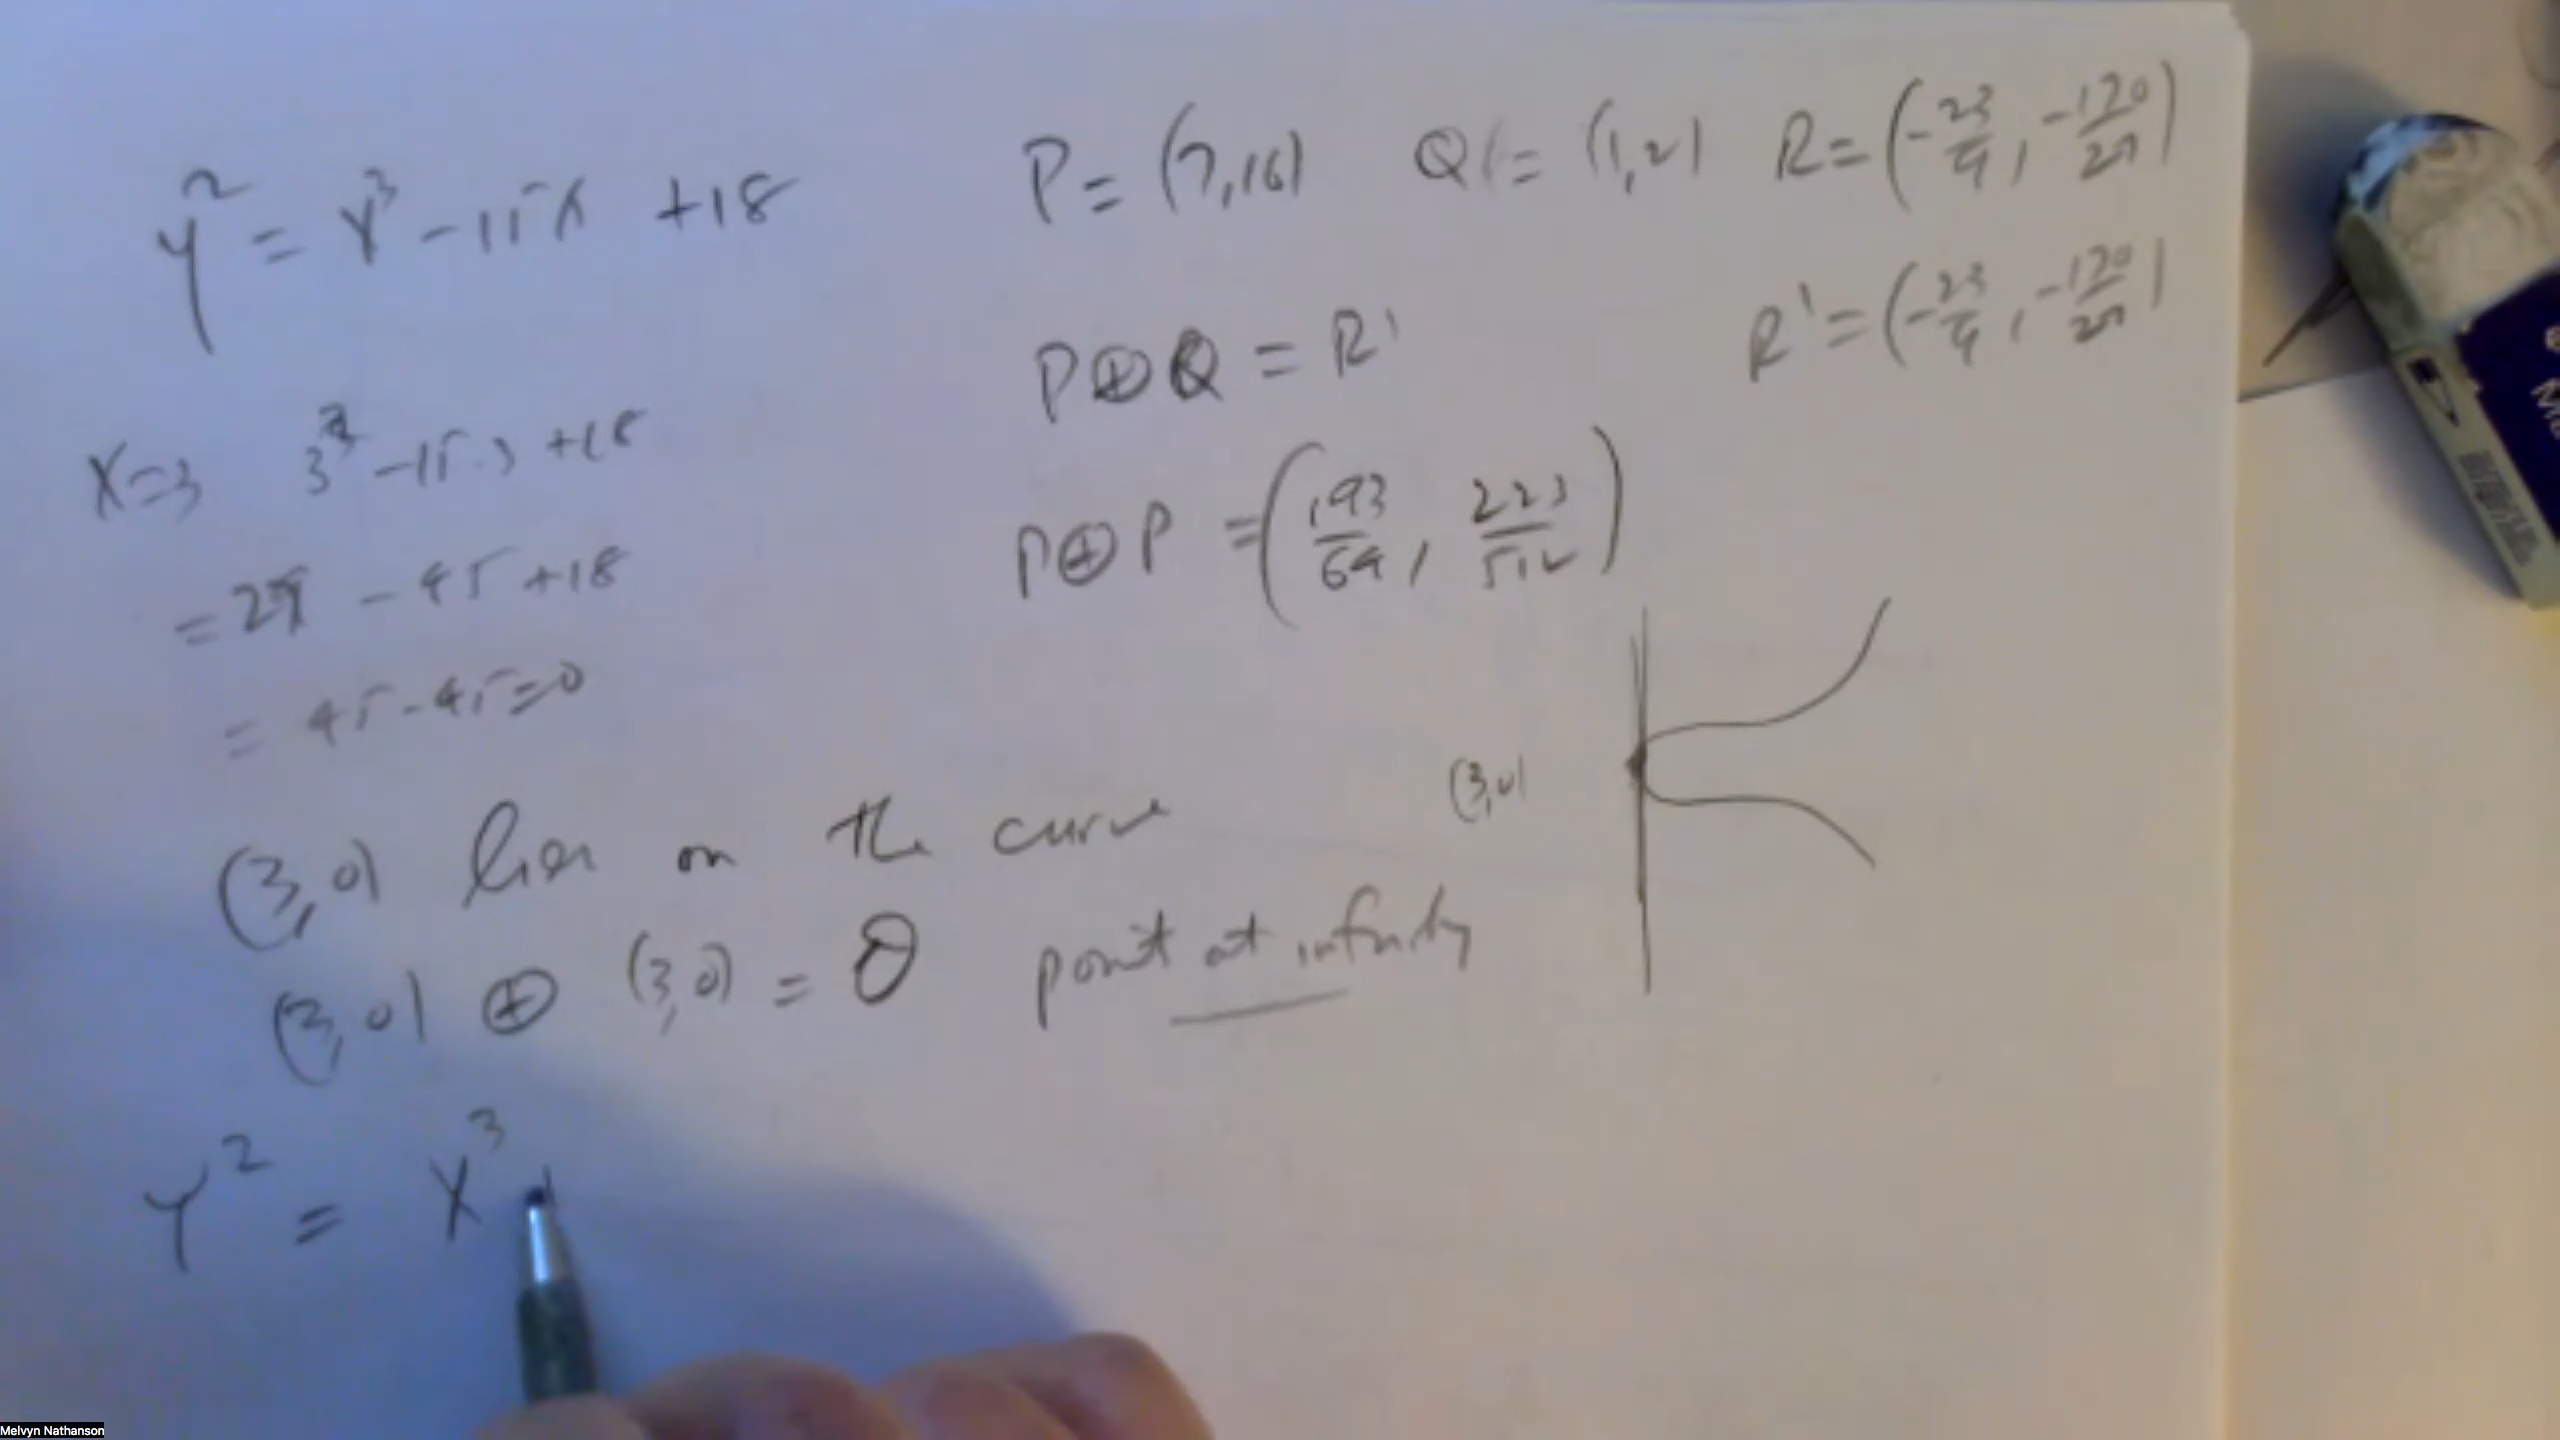 y² = x³ - 15x + 18
P = (7,16) Q = (1,2) R = (-23/9, -170/27)
P ⊕ Q = R'
R' = (-23/9, -170/27)
x=3 3³ - 15·3 + 18
= 27 - 45 + 18
= 45 - 45 = 0
P ⊕ P = (193/64, 223/512)
(3,0)
(3,0) lies on the curve
(3,0) ⊕ (3,0) = O point at infinity
Y² = X³
Melvyn Nathanson